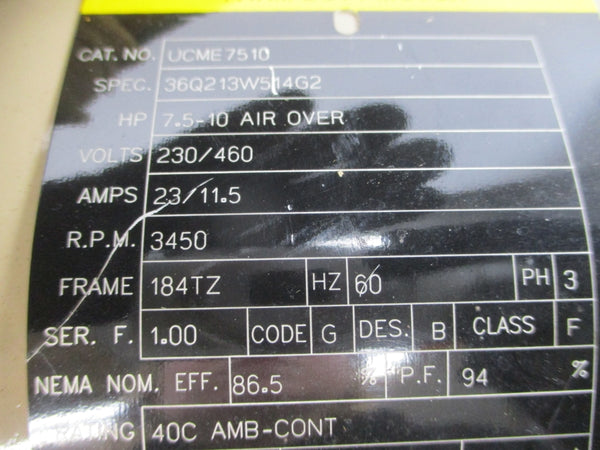 CAT. NO. UCME7510
SPEC. 36Q213W514G2
HP 7.5-10 AIR OVER
VOLTS 230/460
AMPS 23/11.5
R.P.M. 3450
FRAME 184TZ HZ 60 PH 3
SER. F. 1.00 CODE G DES. B CLASS F
NEMA NOM. EFF. 86.5 % P.F. 94 %
RATING 40C AMB-CONT